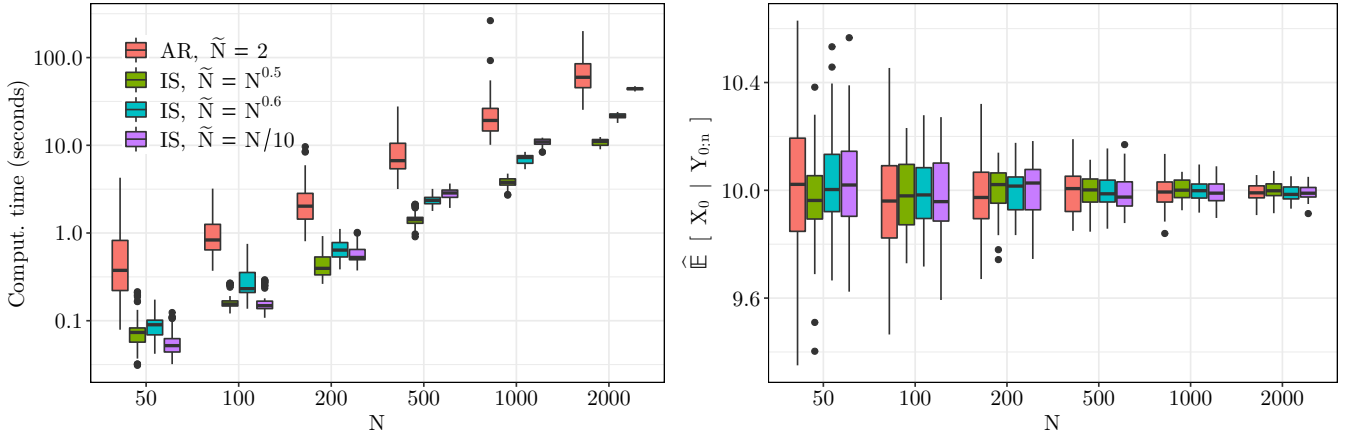 Comput. time (seconds)
100.0
10.0
1.0
0.1
AR, Ñ = 2
IS, Ñ = N^0.5
IS, Ñ = N^0.6
IS, Ñ = N/10
50 100 200 500 1000 2000
N
𝔼̂ [ X₀ | Y₀;ₙ ]
10.4
10.0
9.6
50 100 200 500 1000 2000
N